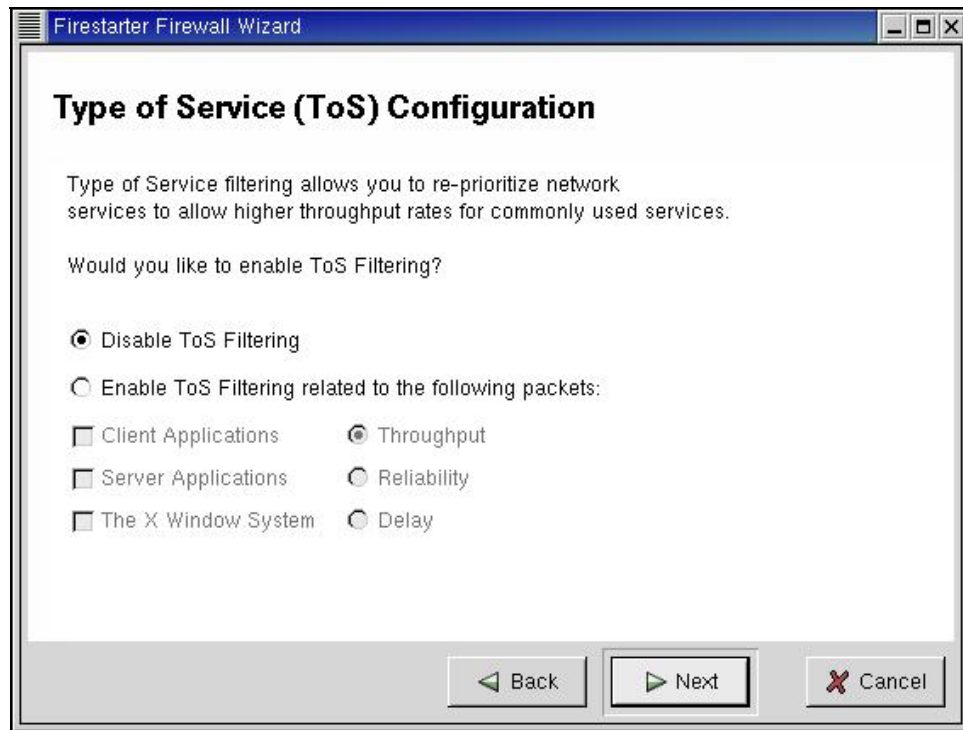 Firestarter Firewall Wizard
Type of Service (ToS) Configuration
Type of Service filtering allows you to re-prioritize network
services to allow higher throughput rates for commonly used services.
Would you like to enable ToS Filtering?
Disable ToS Filtering
Enable ToS Filtering related to the following packets:
Client Applications Throughput
Server Applications Reliability
The X Window System Delay
Back Next Cancel